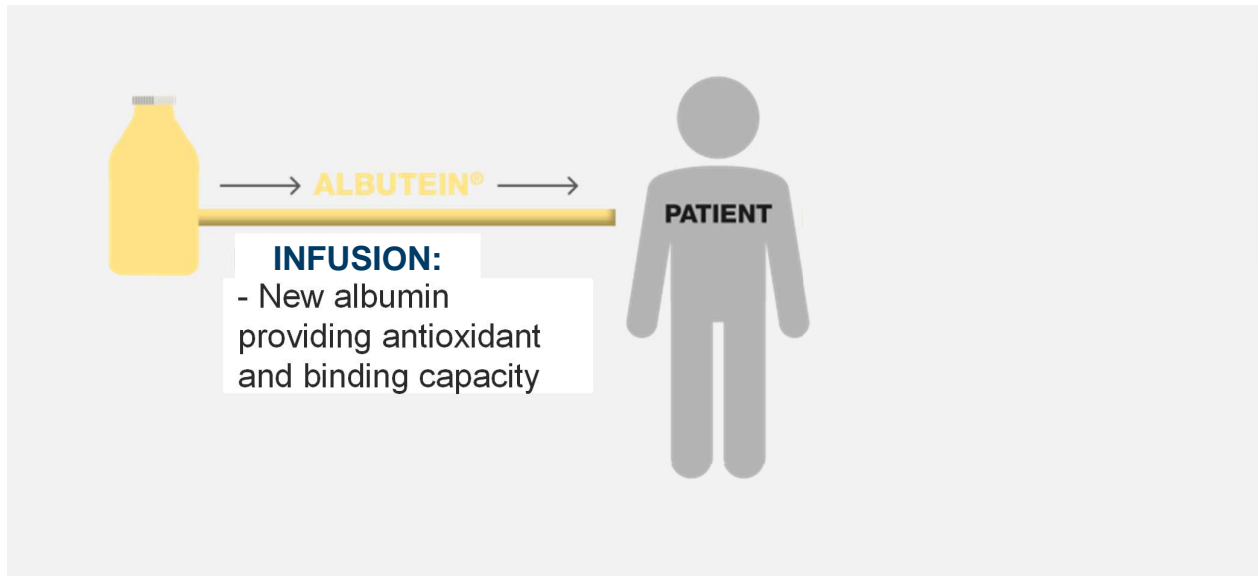 ALBUTEIN®
PATIENT
INFUSION:
- New albumin
providing antioxidant
and binding capacity